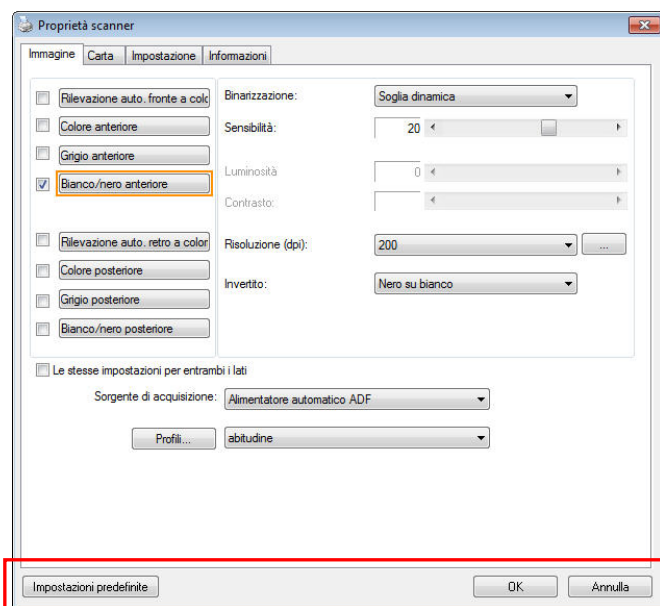 Proprietà scanner
Immagine Carta Impostazione Informazioni
Rilevazione auto. fronte a colo Binarizzazione: Soglia dinamica
Colore anteriore Sensibilità: 20
Grigio anteriore
Luminosità 0
Bianco/nero anteriore
Contrasto:
Rilevazione auto. retro a color Risoluzione (dpi): 200 ...
Colore posteriore
Invertito: Nero su bianco
Grigio posteriore
Bianco/nero posteriore
Le stesse impostazioni per entrambi i lati
Sorgente di acquisizione: Alimentatore automatico ADF
Profili... abitudine
Impostazioni predefinite OK Annulla